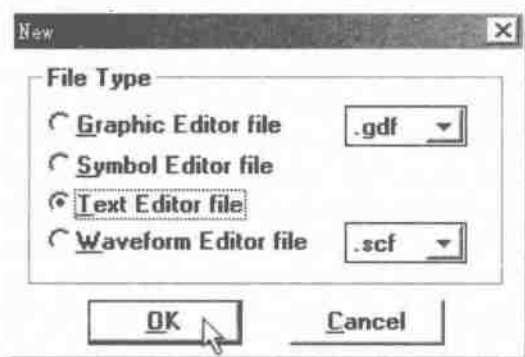 New
File Type
Graphic Editor file .gdf
Symbol Editor file
Text Editor file
Waveform Editor file .scf
OK Cancel